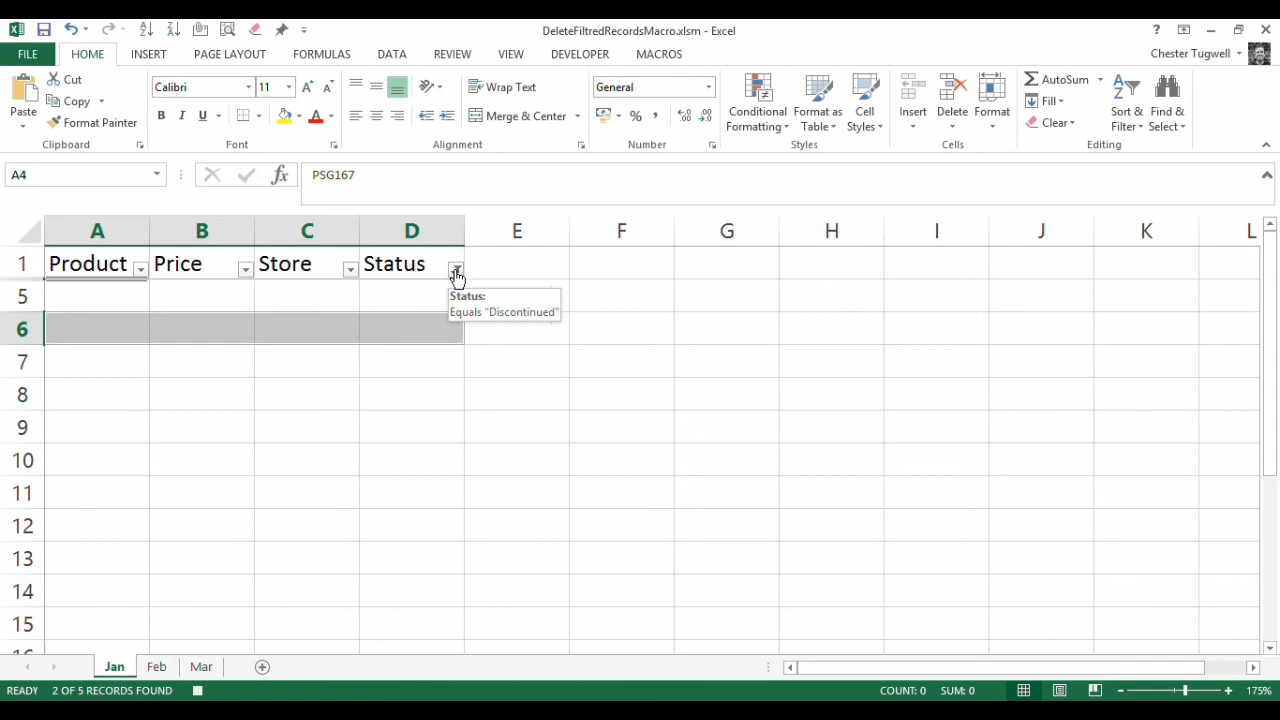 DeleteFiltredRecordsMacro.xlsm - Excel
FILE HOME INSERT PAGE LAYOUT FORMULAS DATA REVIEW VIEW DEVELOPER MACROS Chester Tugwell
Paste Cut Copy Format Painter Clipboard
Calibri 11 B I U A Font
Wrap Text Merge & Center Alignment
General % Number
Conditional Formatting Format as Table Cell Styles Styles
Insert Delete Format Cells
AutoSum Fill Clear Sort & Filter Find & Select Editing
A4 fx PSG167
A B C D E F G H I J K L
1 Product Price Store Status
5
Status:
Equals "Discontinued"
6
7
8
9
10
11
12
13
14
15
Jan Feb Mar
READY 2 OF 5 RECORDS FOUND COUNT: 0 SUM: 0 175%